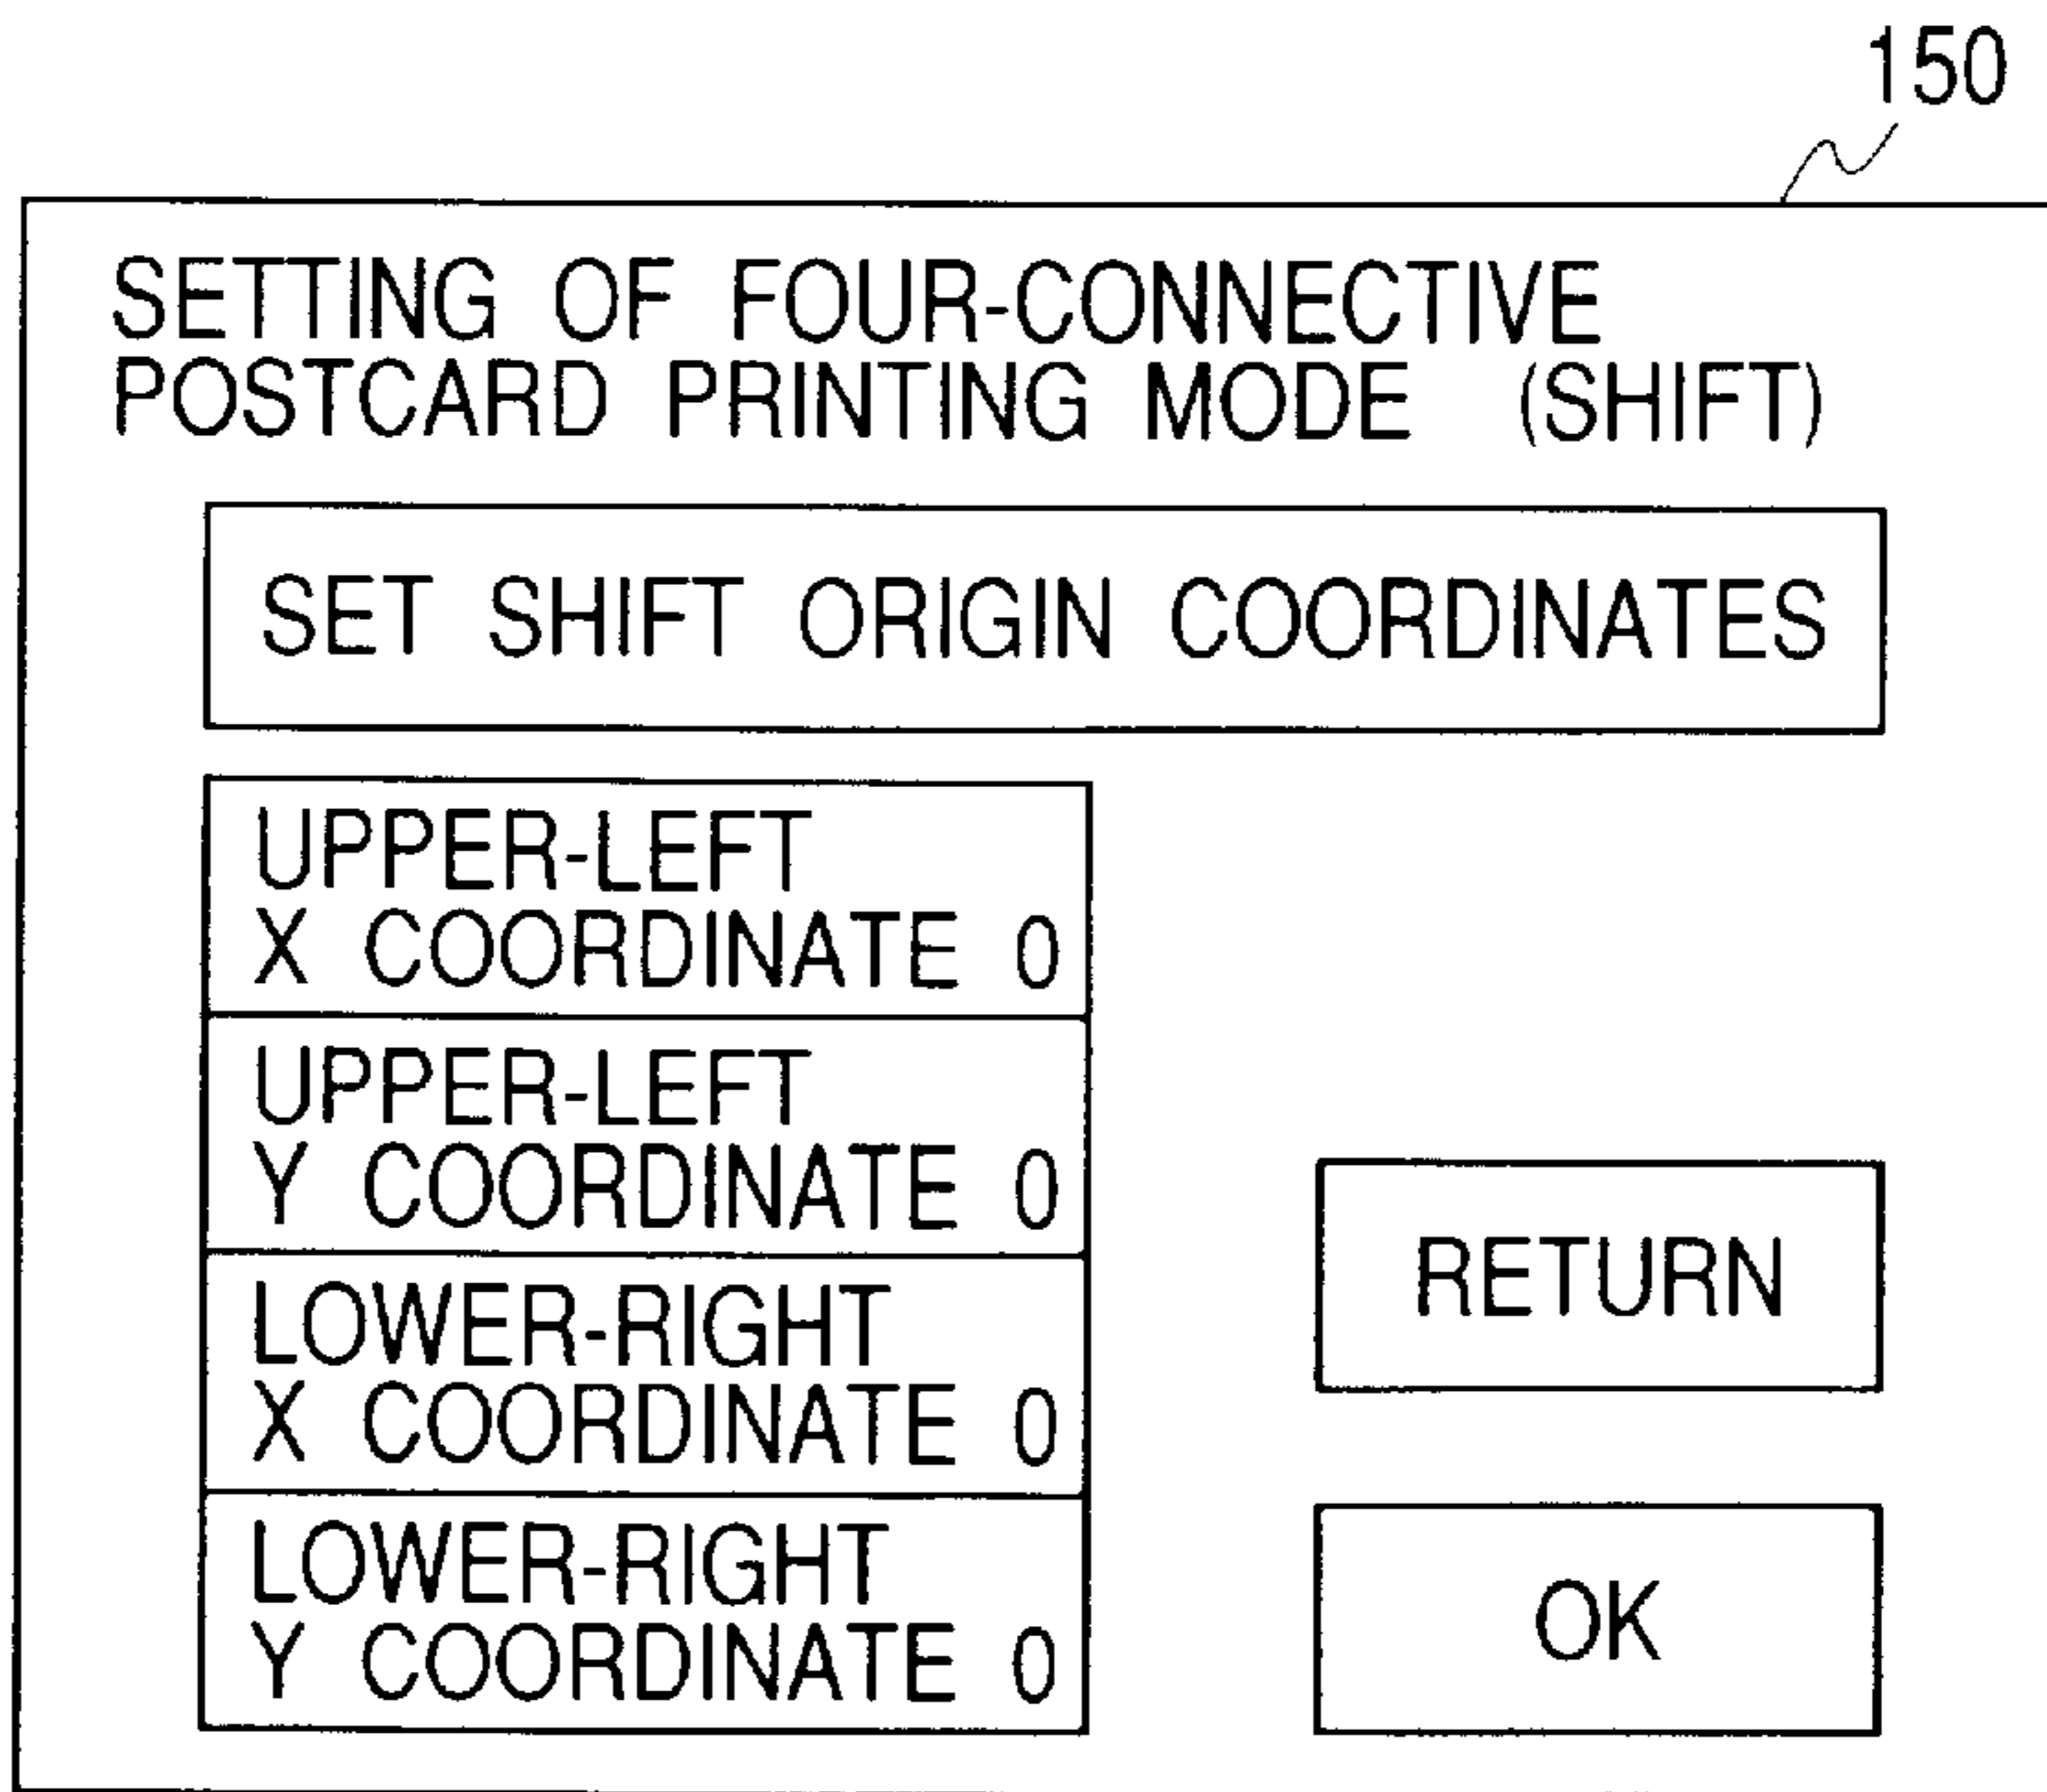 150
SETTING OF FOUR-CONNECTIVE
POSTCARD PRINTING MODE (SHIFT)
SET SHIFT ORIGIN COORDINATES
UPPER-LEFT
X COORDINATE 0
UPPER-LEFT
Y COORDINATE 0
LOWER-RIGHT
X COORDINATE 0
LOWER-RIGHT
Y COORDINATE 0
RETURN
OK